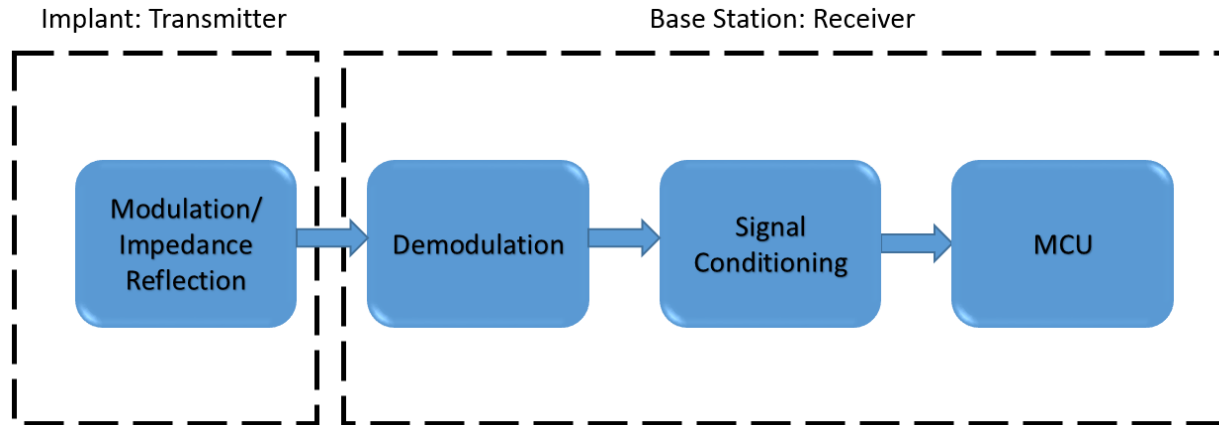 Implant: Transmitter
Base Station: Receiver
Modulation/
Impedance
Reflection
Demodulation
Signal
Conditioning
MCU